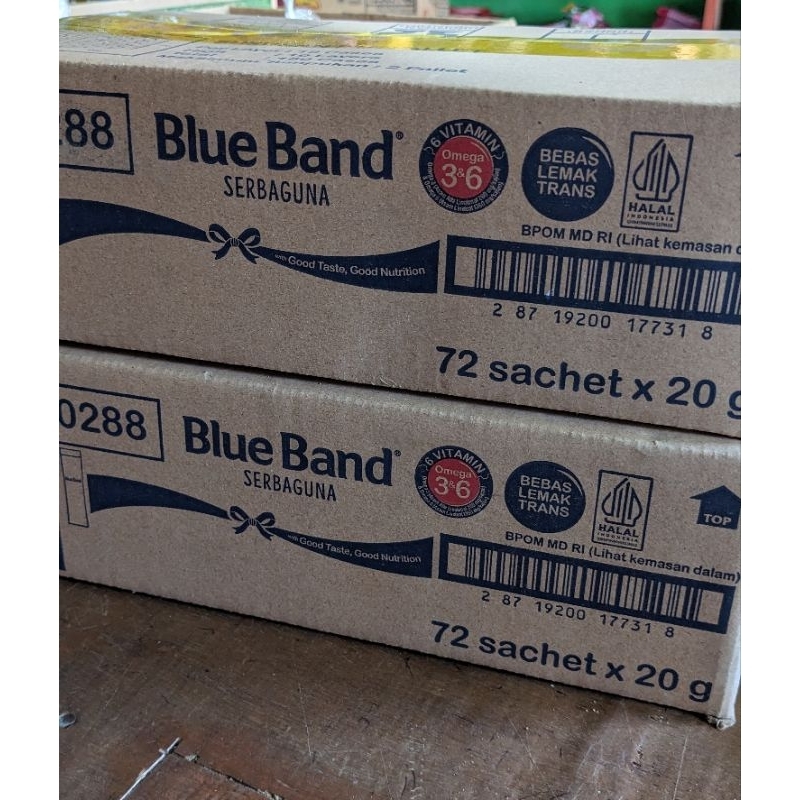 288
Blue Band®
SERBAGUNA
with Good Taste, Good Nutrition
6 VITAMIN
Omega
3&6
BEBAS
LEMAK
TRANS
HALAL
INDONESIA
BPOM MD RI (Lihat kemasan d
2 87 19200 17731 8
72 sachet x 20 g
0288
Blue Band®
SERBAGUNA
with Good Taste, Good Nutrition
6 VITAMIN
Omega
3&6
BEBAS
LEMAK
TRANS
HALAL
INDONESIA
TOP
BPOM MD RI (Lihat kemasan dalam)
2 87 19200 17731 8
72 sachet x 20 g